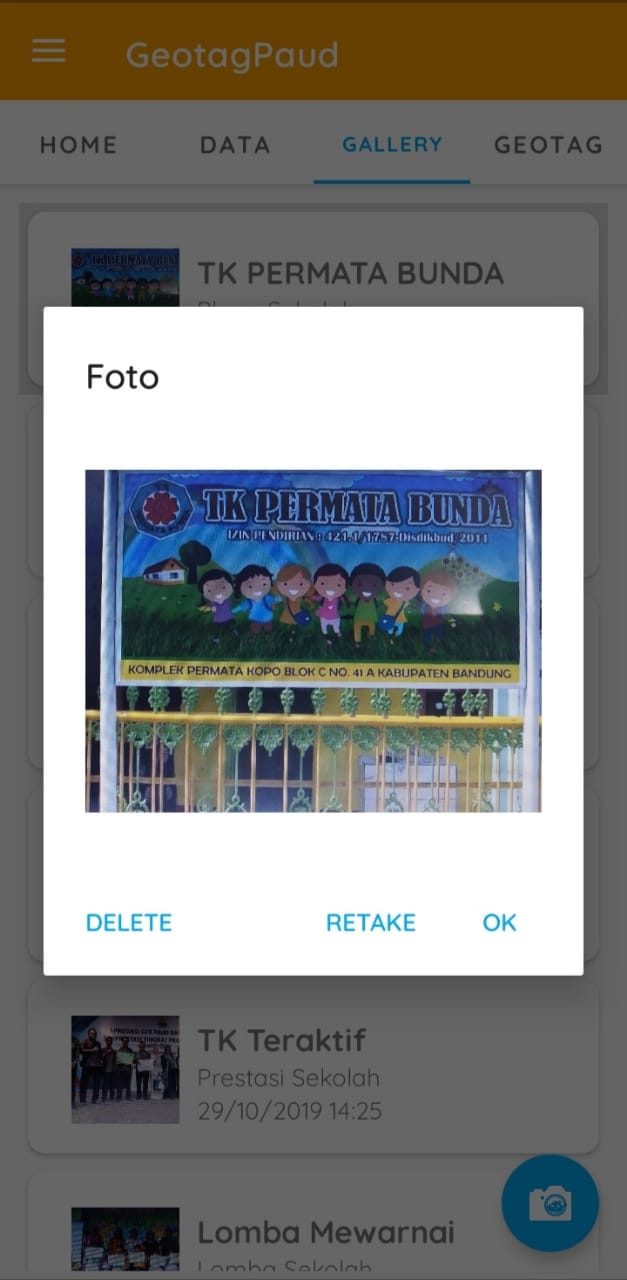 GeotagPaud
HOME DATA GALLERY GEOTAG
TK PERMATA BUNDA
Foto
TK PERMATA BUNDA
IZIN PENDIRIAN : 421.1/1787-Disdikbud/2011
KOMPLEK PERMATA KOPO BLOK C NO. 41 A KABUPATEN BANDUNG
DELETE RETAKE OK
TK Teraktif
Prestasi Sekolah
29/10/2019 14:25
Lomba Mewarnai
Lomba Sekolah